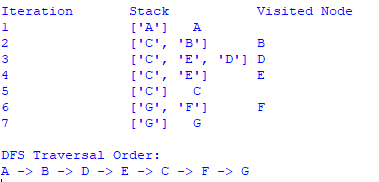 Iteration Stack Visited Node
1 ['A'] A
2 ['C', 'B'] B
3 ['C', 'E', 'D'] D
4 ['C', 'E'] E
5 ['C'] C
6 ['G', 'F'] F
7 ['G'] G
DFS Traversal Order:
A -> B -> D -> E -> C -> F -> G